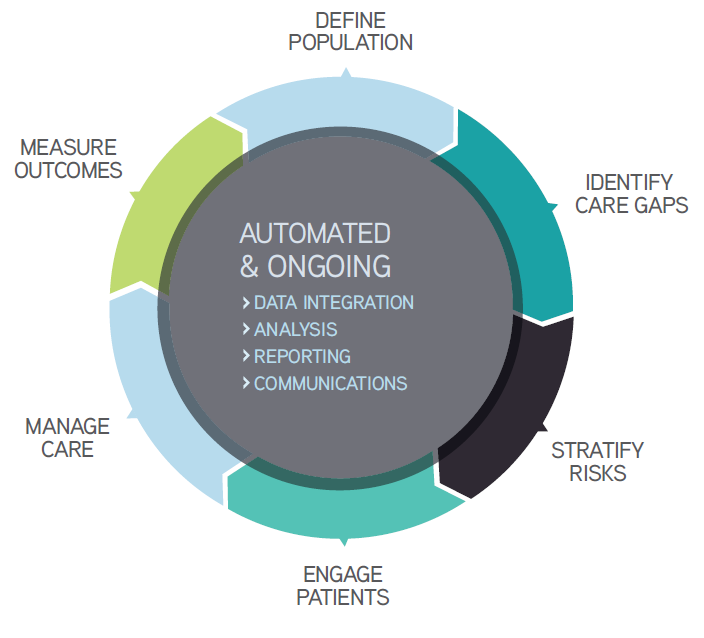 DEFINE
POPULATION
IDENTIFY
CARE GAPS
STRATIFY
RISKS
ENGAGE
PATIENTS
MANAGE
CARE
MEASURE
OUTCOMES
AUTOMATED
& ONGOING
DATA INTEGRATION
ANALYSIS
REPORTING
COMMUNICATIONS